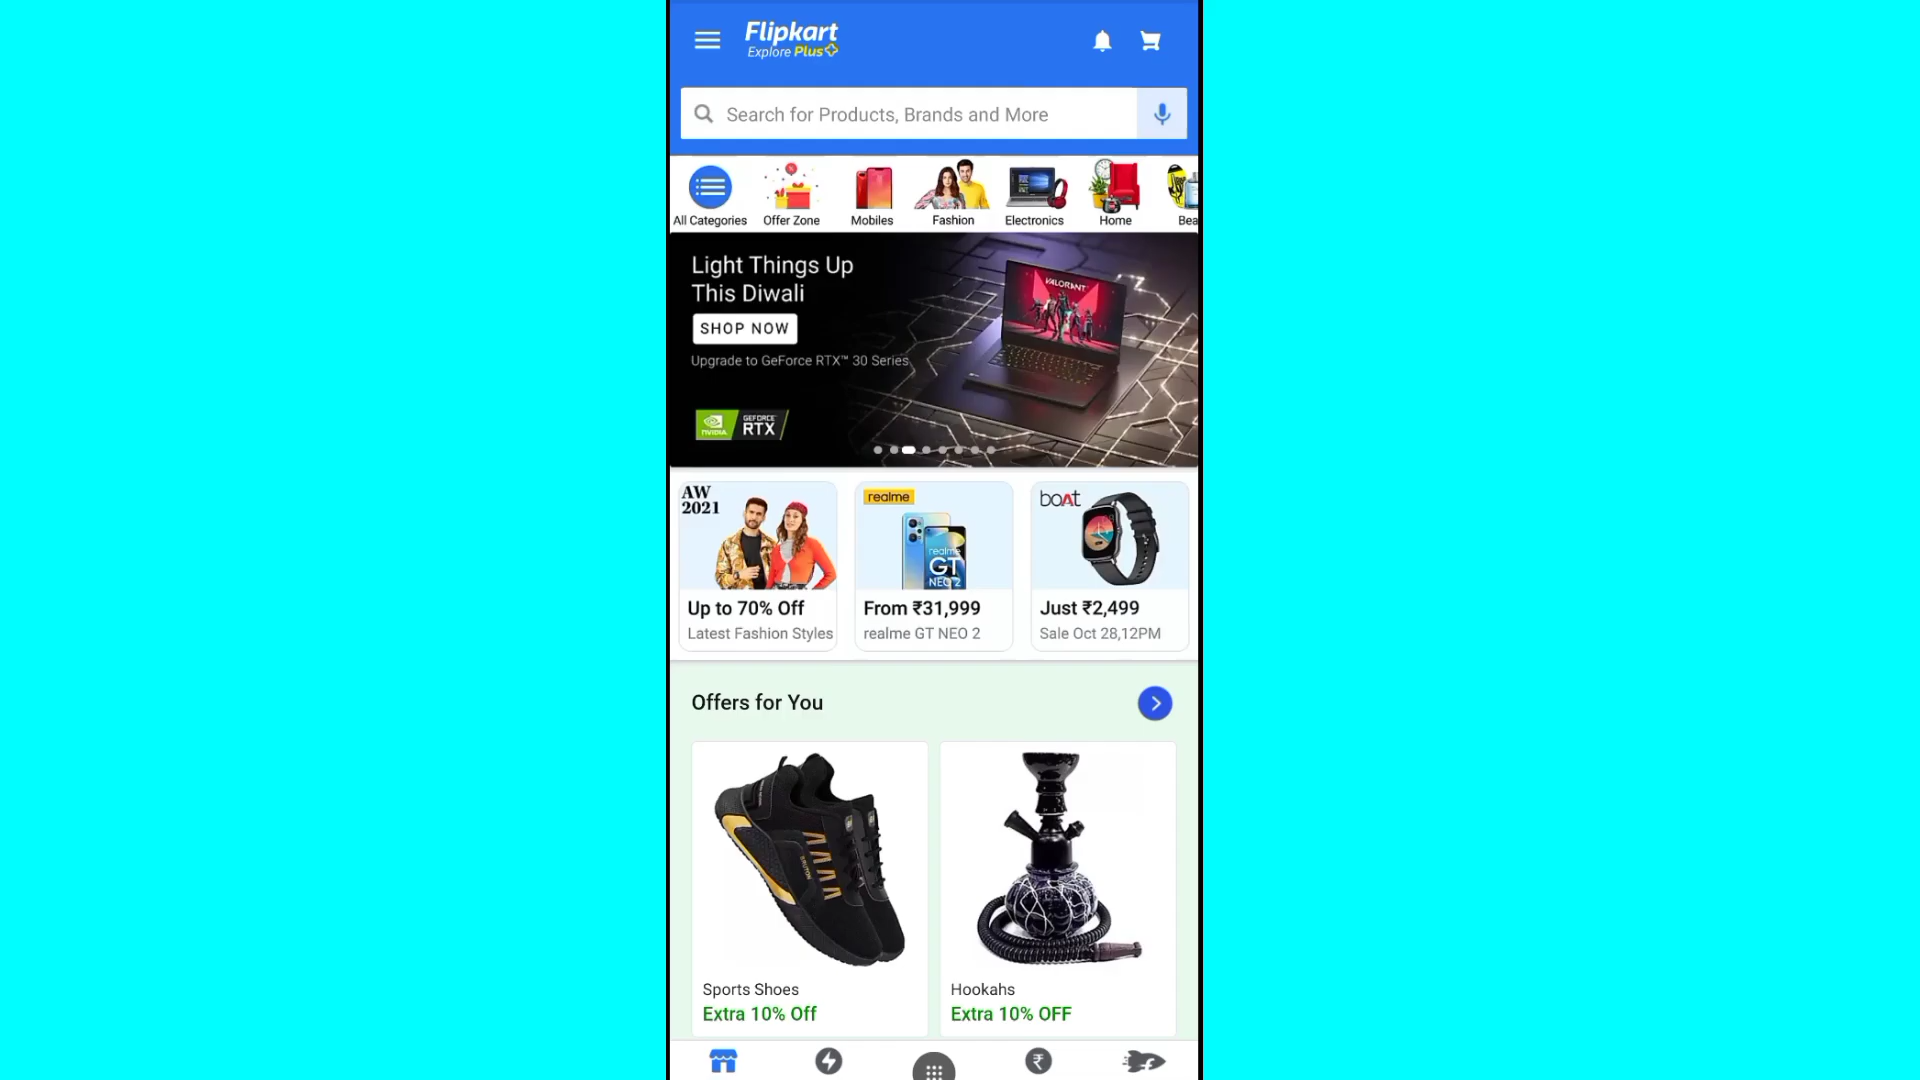 Flipkart
Explore Plus
Search for Products, Brands and More
All Categories
Offer Zone
Mobiles
Fashion
Electronics
Home
Bea
Light Things Up
This Diwali
SHOP NOW
Upgrade to GeForce RTX™ 30 Series
VALORANT
NVIDIA
GEFORCE
RTX
AW
2021
Up to 70% Off
Latest Fashion Styles
realme
realme
GT
NEO 2
From ₹31,999
realme GT NEO 2
boAt
Just ₹2,499
Sale Oct 28,12PM
Offers for You
Sports Shoes
Extra 10% Off
Hookahs
Extra 10% OFF